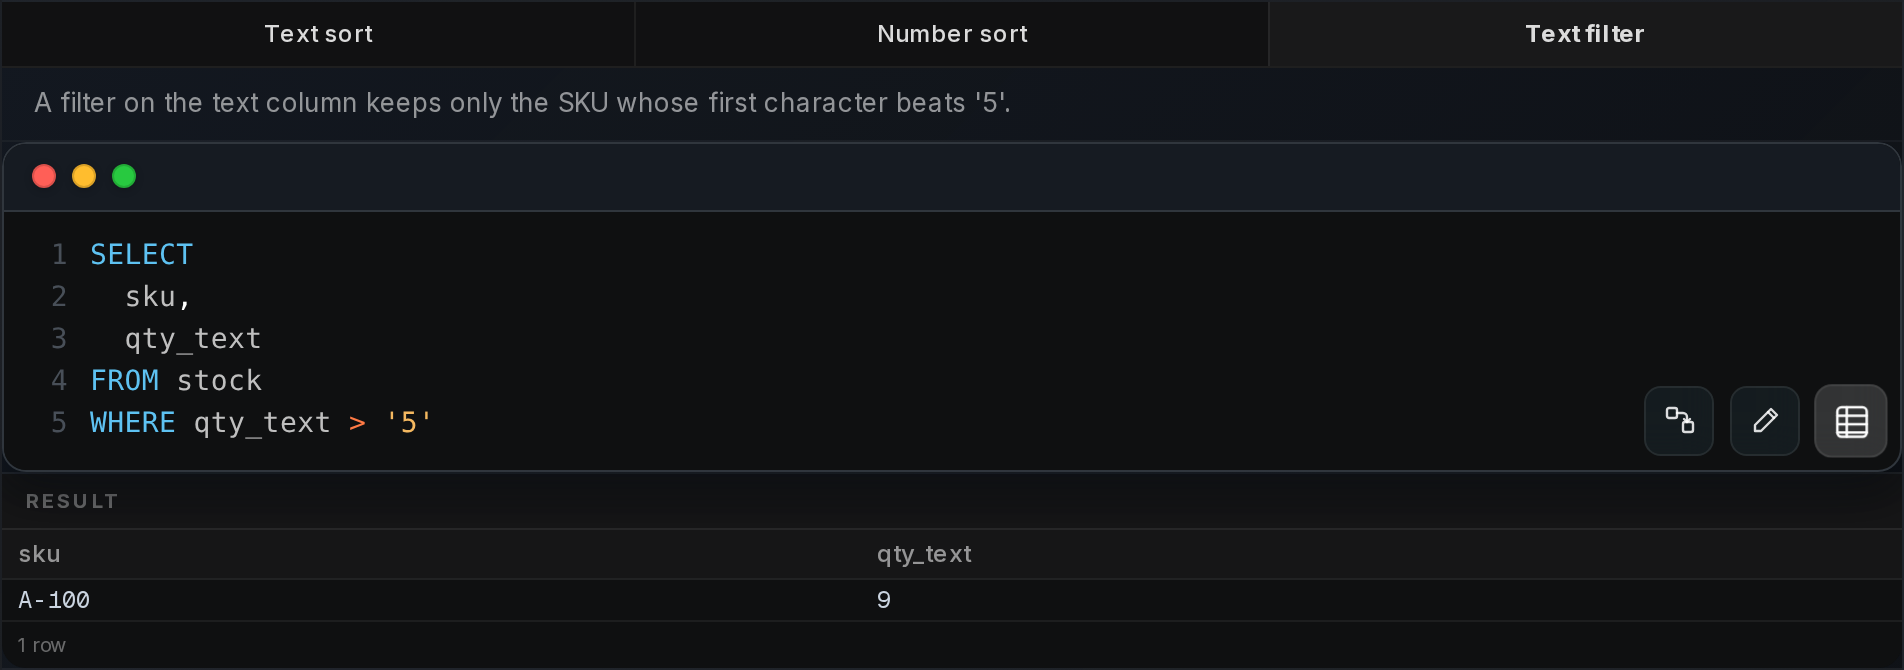 Text sort
Number sort
Text filter
A filter on the text column keeps only the SKU whose first character beats '5'.
1 SELECT
2   sku,
3   qty_text
4 FROM stock
5 WHERE qty_text > '5'
RESULT
sku qty_text
A-100 9
1 row